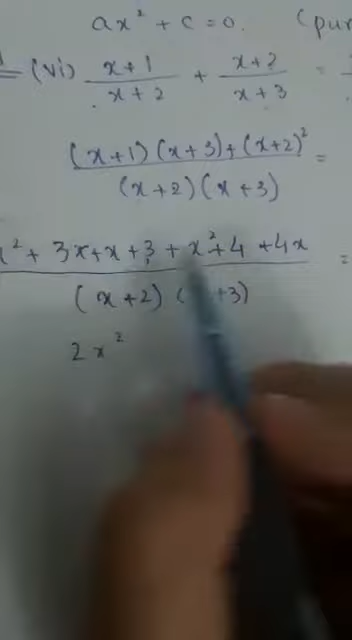 ax² + c = 0. (pur
(vi) x+1/x+2 + x+2/x+3 =
(x+1)(x+3)+(x+2)²/(x+2)(x+3) =
x² + 3x+x+3+x²+4+4x/(x+2)( +3) =
2x²